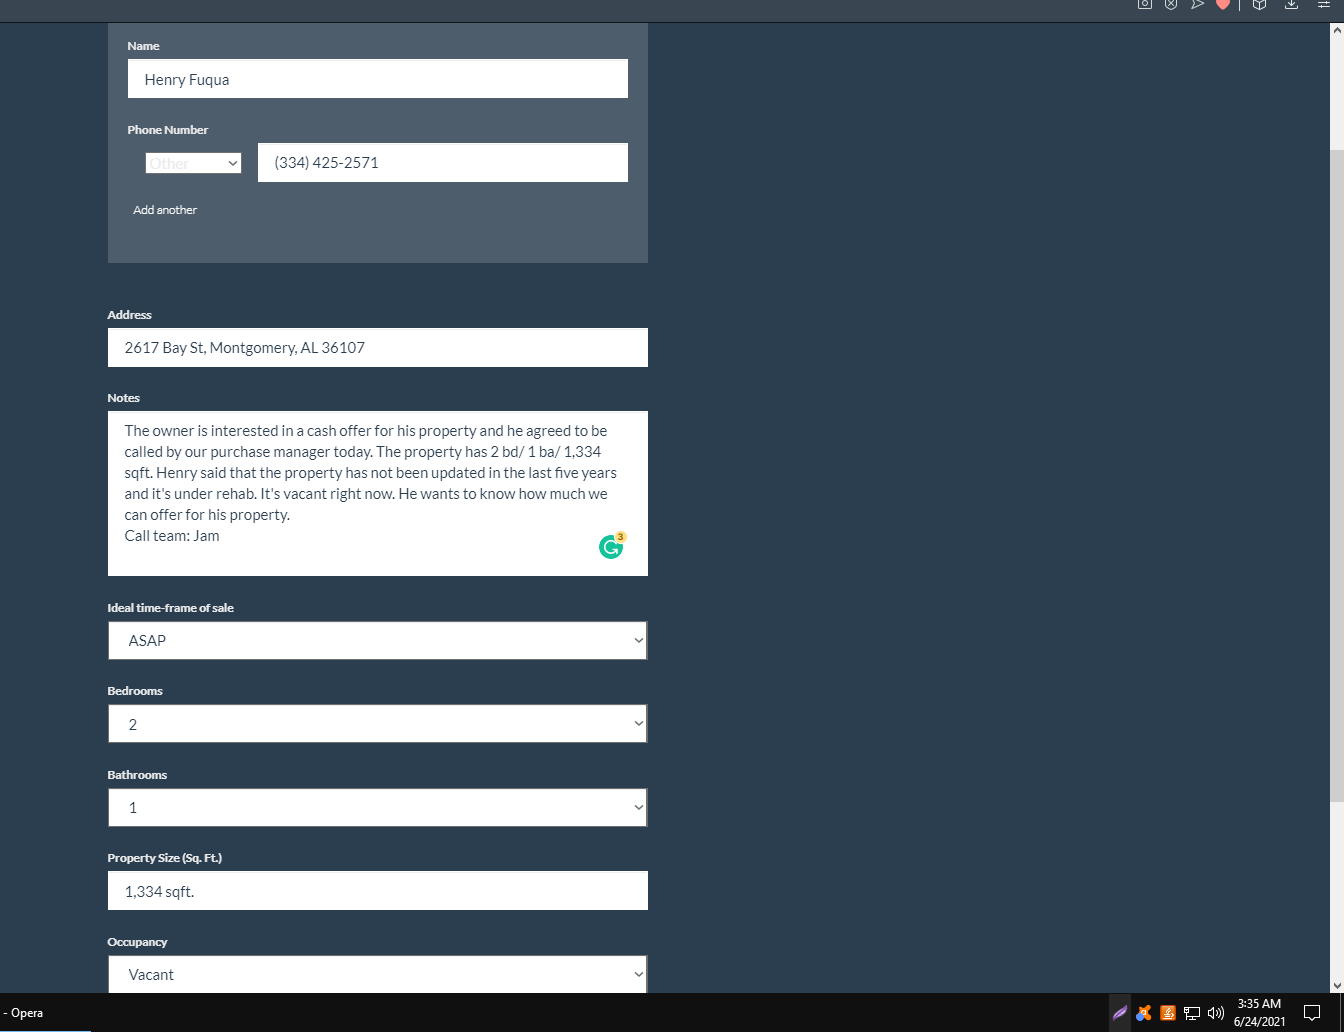 Name
Henry Fuqua
Phone Number
Other
(334) 425-2571
Add another
Address
2617 Bay St, Montgomery, AL 36107
Notes
The owner is interested in a cash offer for his property and he agreed to be
called by our purchase manager today. The property has 2 bd/ 1 ba/ 1,334
sqft. Henry said that the property has not been updated in the last five years
and it's under rehab. It's vacant right now. He wants to know how much we
can offer for his property.
Call team: Jam
3
Ideal time-frame of sale
ASAP
Bedrooms
2
Bathrooms
1
Property Size (Sq. Ft.)
1,334 sqft.
Occupancy
Vacant
- Opera
3:35 AM
6/24/2021